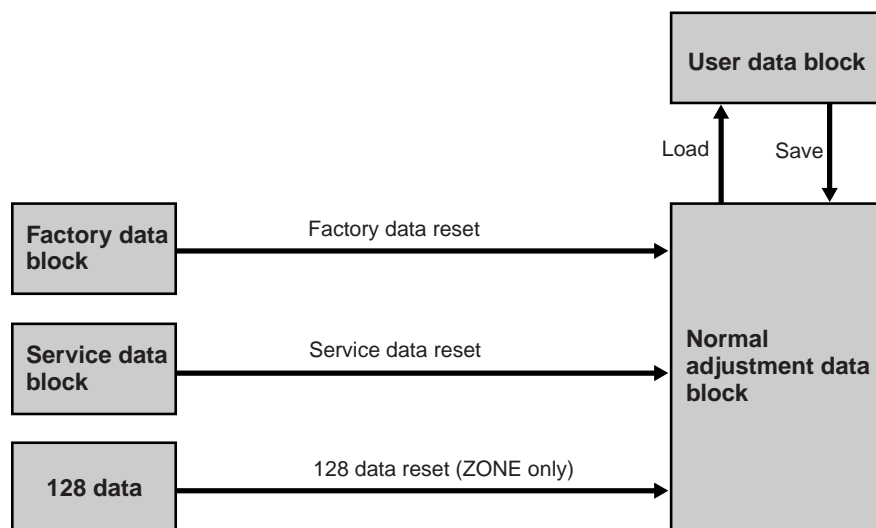 User data block
Load
Save
Factory data
block
Factory data reset
Service data
block
Service data reset
Normal
adjustment data
block
128 data
128 data reset (ZONE only)